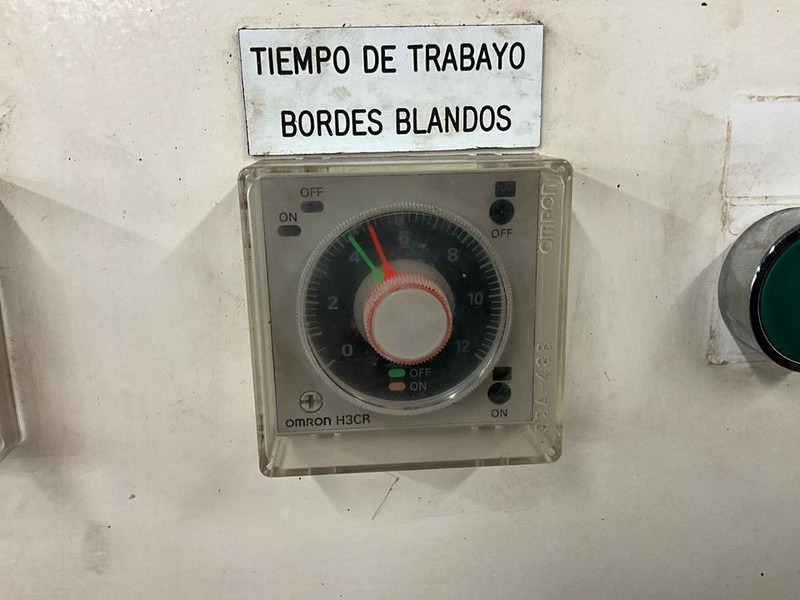 TIEMPO DE TRABAYO
BORDES BLANDOS
OFF
ON
OFF
omron
4
6
8
2
10
0
12
OFF
ON
ON
OMRON H3CR